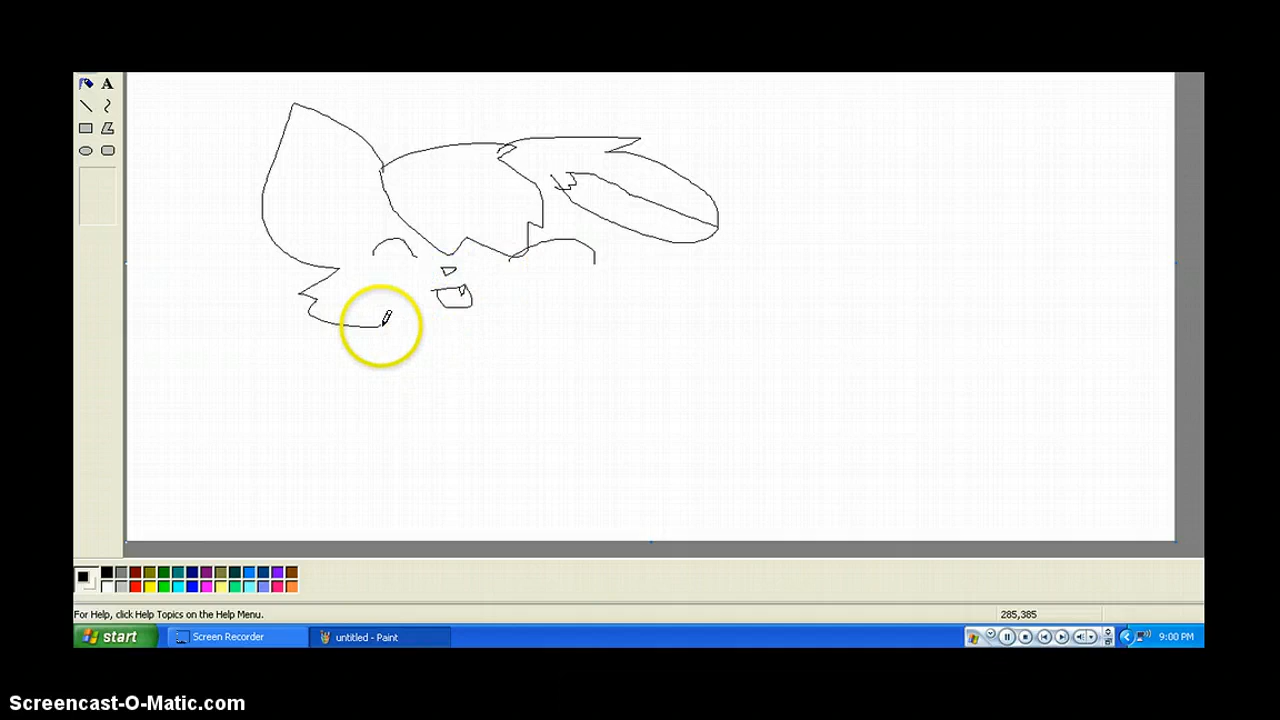 A
For Help, click Help Topics on the Help Menu.
285,385
start
Screen Recorder
untitled - Paint
9:00 PM
Screencast-O-Matic.com